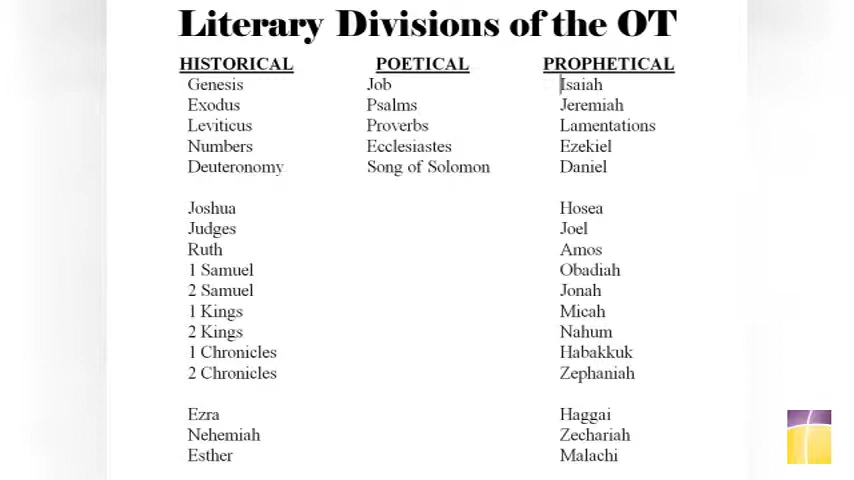 Literary Divisions of the OT
HISTORICAL POETICAL PROPHETICAL
Genesis Job Isaiah
Exodus Psalms Jeremiah
Leviticus Proverbs Lamentations
Numbers Ecclesiastes Ezekiel
Deuteronomy Song of Solomon Daniel
Joshua Hosea
Judges Joel
Ruth Amos
1 Samuel Obadiah
2 Samuel Jonah
1 Kings Micah
2 Kings Nahum
1 Chronicles Habakkuk
2 Chronicles Zephaniah
Ezra Haggai
Nehemiah Zechariah
Esther Malachi